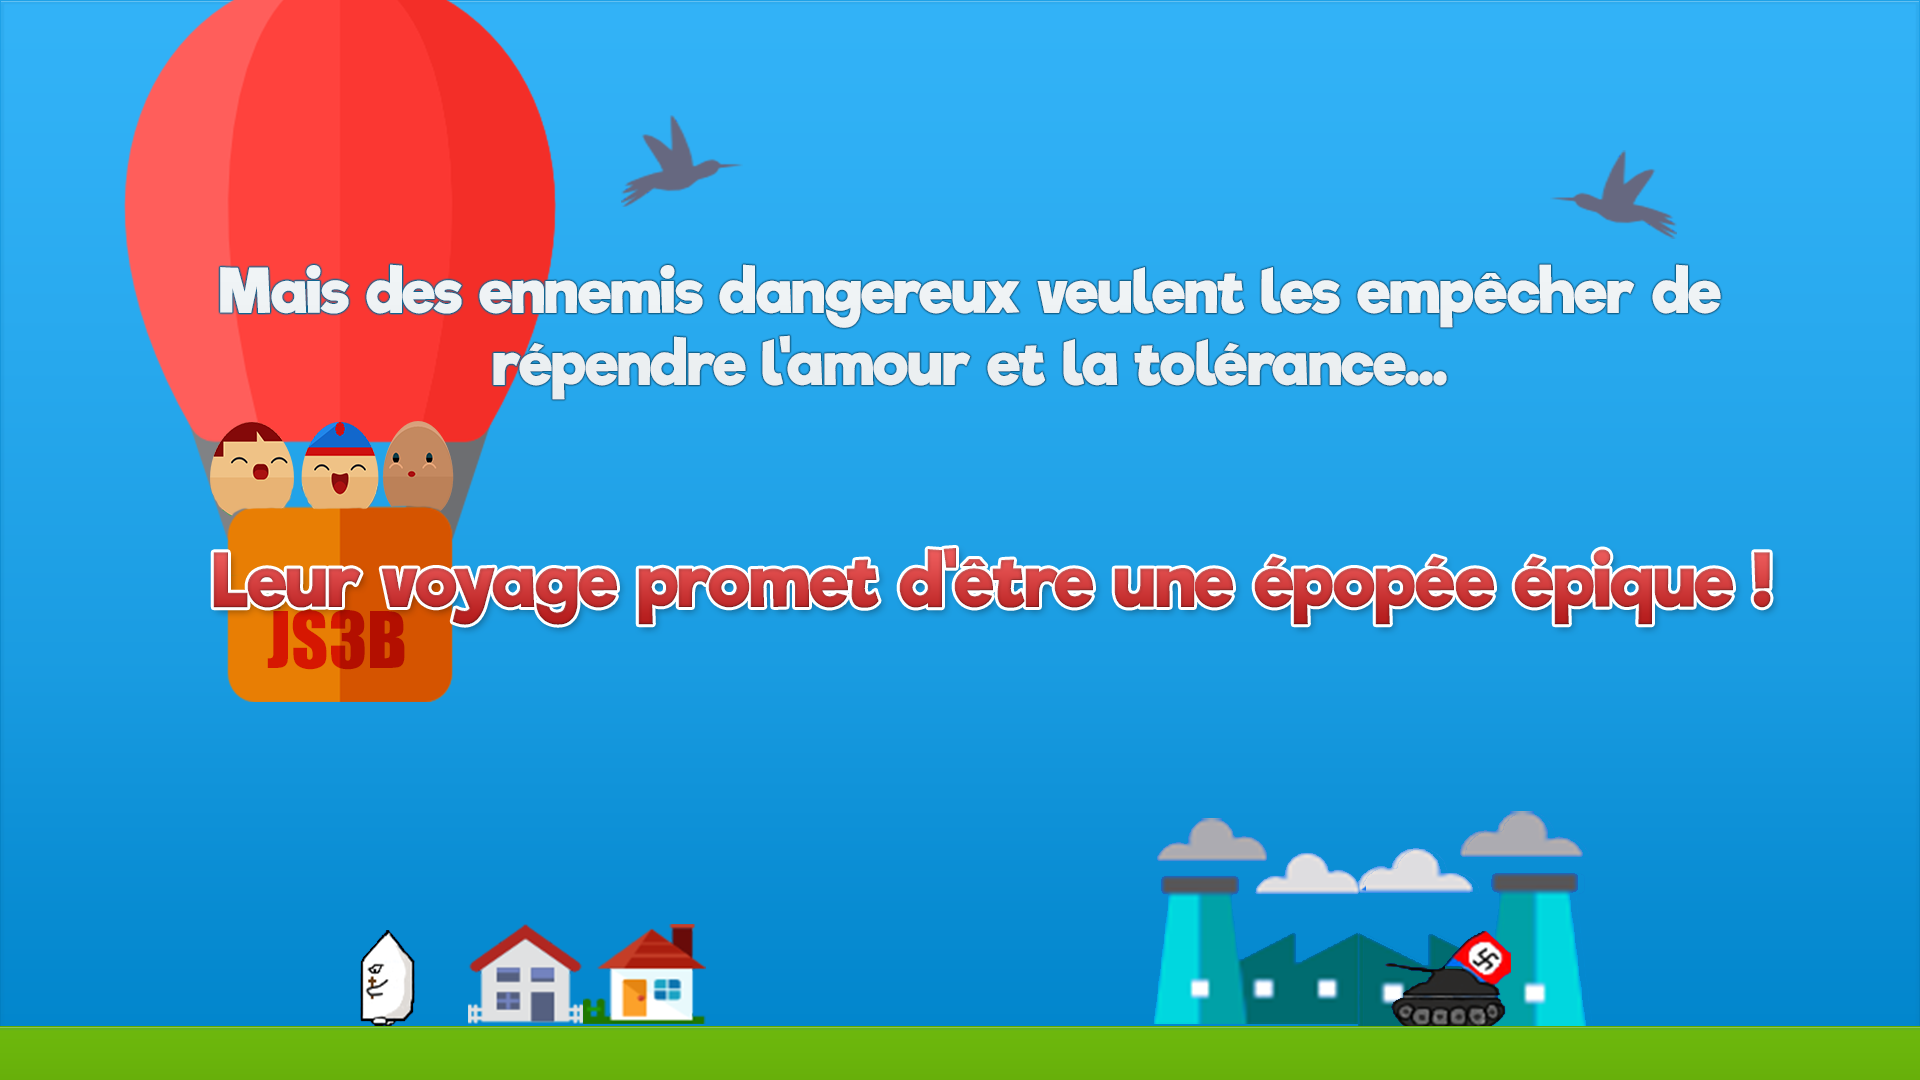 Mais des ennemis dangereux veulent les empêcher de
répendre l'amour et la tolérance...
Leur voyage promet d'être une épopée épique !
JS3B